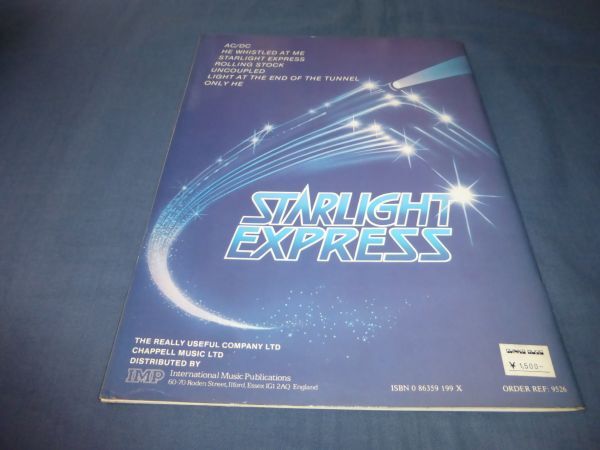 AC/DC
HE WHISTLED AT ME
STARLIGHT EXPRESS
ROLLING STOCK
UNCOUPLED
LIGHT AT THE END OF THE TUNNEL
ONLY HE
STARLIGHT
EXPRESS
THE REALLY USEFUL COMPANY LTD
CHAPPELL MUSIC LTD
DISTRIBUTED BY
IMP International Music Publications
60-70 Roden Street, Ilford, Essex IG1 2AQ England
¥1,500-
ISBN 0 86359 199 X
ORDER REF: 9526